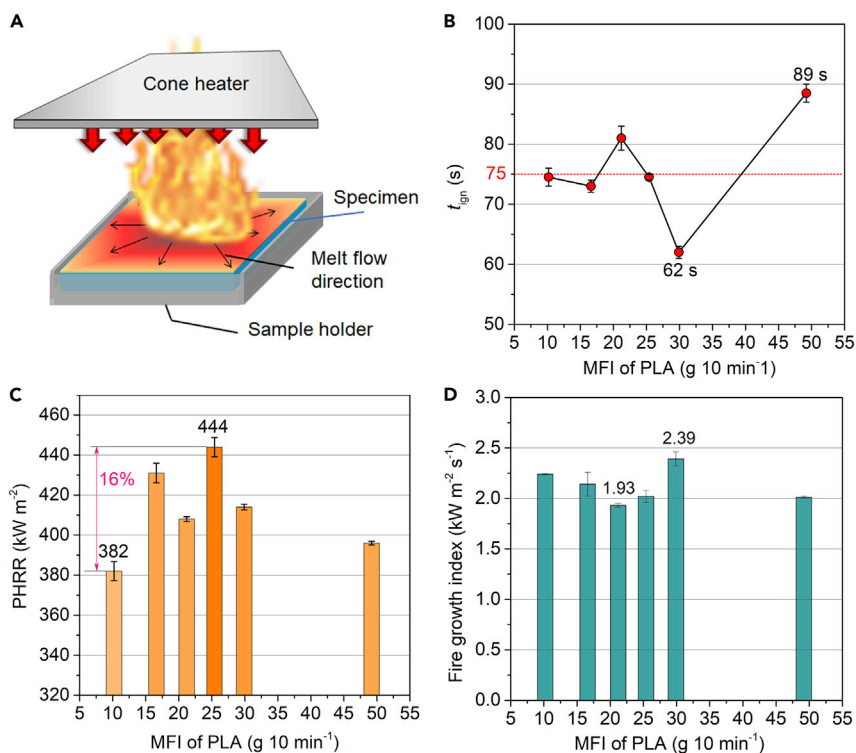 A
Cone heater
Specimen
Melt flow
direction
Sample holder
B
100
90
80
75
70
60
50
89 s
62 s
t_ign (s)
5 10 15 20 25 30 35 40 45 50 55
MFI of PLA (g 10 min⁻¹)
C
460
440
420
400
380
360
340
320
444
16%
382
PHRR (kW m⁻²)
5 10 15 20 25 30 35 40 45 50 55
MFI of PLA (g 10 min⁻¹)
D
3.0
2.5
2.0
1.5
1.0
0.5
0.0
2.39
1.93
Fire growth index (kW m⁻² s⁻¹)
5 10 15 20 25 30 35 40 45 50 55
MFI of PLA (g 10 min⁻¹)